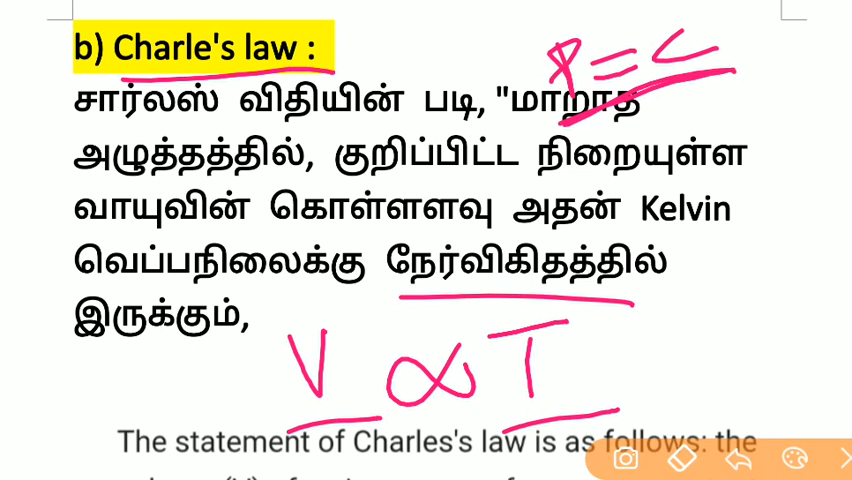 b) Charle's law :
P = C
சார்லஸ் விதியின் படி, "மாறாத
அழுத்தத்தில், குறிப்பிட்ட நிறையுள்ள
வாயுவின் கொள்ளளவு அதன் Kelvin
வெப்பநிலைக்கு நேர்விகிதத்தில்
இருக்கும்,
V ∝ T
The statement of Charles's law is as follows: the